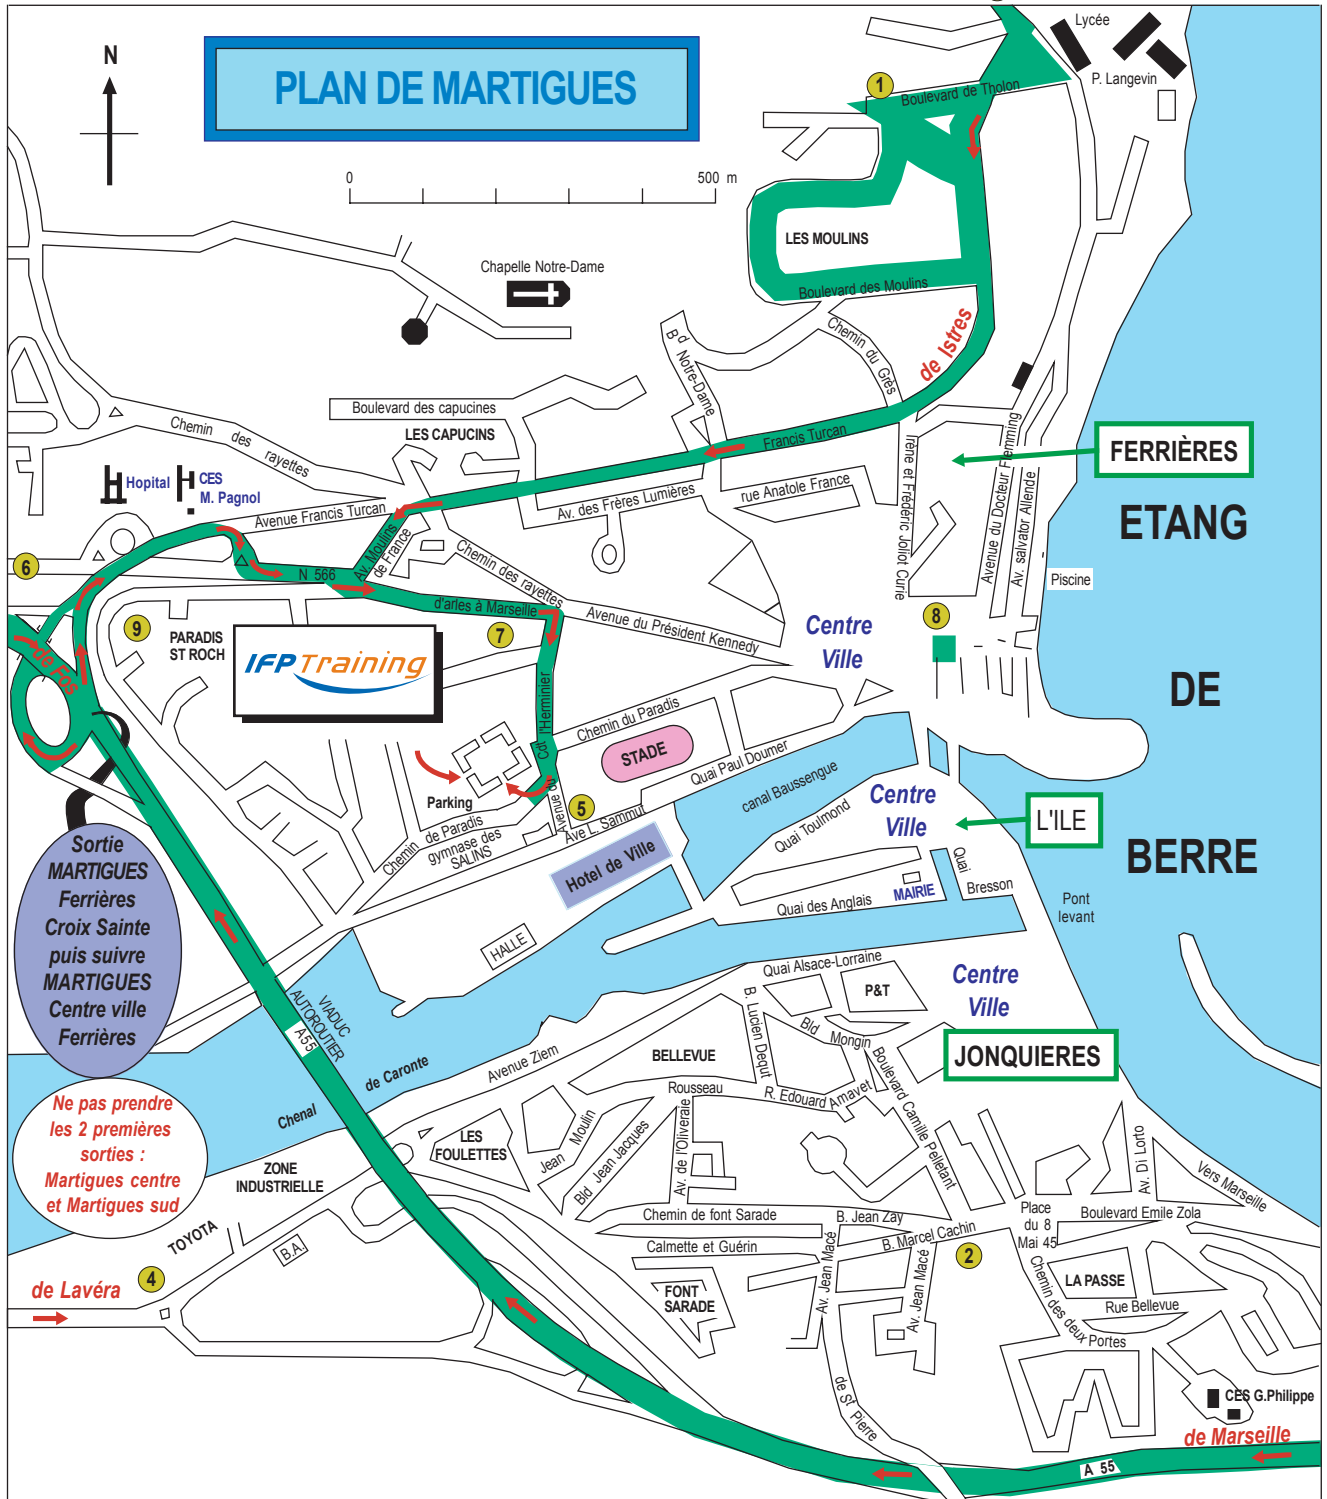 PLAN DE MARTIGUES
N
0
500 m
Lycée
P. Langevin
1
Boulevard de Tholon
LES MOULINS
Boulevard des Moulins
Chapelle Notre-Dame
Bd Notre-Dame
Chemin du Grès
de Istres
Boulevard des capucines
LES CAPUCINS
Francis Turcan
Chemin des rayettes
Hopital
CES
M. Pagnol
Avenue Francis Turcan
Av. des Frères Lumières
rue Anatole France
Irène et Frédéric Joliot Curie
Avenue du Docteur Flemming
Av. salvator Allende
FERRIÈRES
ETANG
DE
BERRE
Piscine
6
N 566
Av. Moulins
de France
Chemin des rayettes
d'arles à Marseille
Avenue du Président Kennedy
7
8
9
PARADIS
ST ROCH
IFP Training
de Fos
Centre
Ville
Cdt l'Herminier
Avenue du
Chemin du Paradis
STADE
Quai Paul Doumer
Parking
5
Ave L. Sammut
Chemin de Paradis
gymnase des
SALINS
canal Baussengue
Quai Toulmond
Centre
Ville
L'ILE
Hotel de Ville
MAIRIE
Quai
Bresson
Quai des Anglais
Pont
levant
HALLE
Sortie
MARTIGUES
Ferrières
Croix Sainte
puis suivre
MARTIGUES
Centre ville
Ferrières
VIADUC
AUTOROUTIER
A55
Quai Alsace-Lorraine
P&T
Centre
Ville
JONQUIERES
B. Lucien Dequt
Bld Mongin
Boulevard Camille Pelletant
BELLEVUE
Avenue Ziem
Chenal
de Caronte
Rousseau
R. Edouard Amavet
Ne pas prendre
les 2 premières
sorties :
Martigues centre
et Martigues sud
ZONE
INDUSTRIELLE
LES
FOULETTES
Jean Moulin
Bld Jean Jacques
Av. de l'Oliveraie
Av. Di Lorto
Vers Marseille
TOYOTA
B.A.
Chemin de font Sarade
B. Jean Zay
B. Marcel Cachin
Place
du 8
Mai 45
Boulevard Emile Zola
Calmette et Guérin
2
4
de Lavéra
FONT
SARADE
Av. Jean Macé
Av. Jean Macé
LA PASSE
Rue Bellevue
Chemin des deux Portes
de St Pierre
CES G.Philippe
de Marseille
A 55